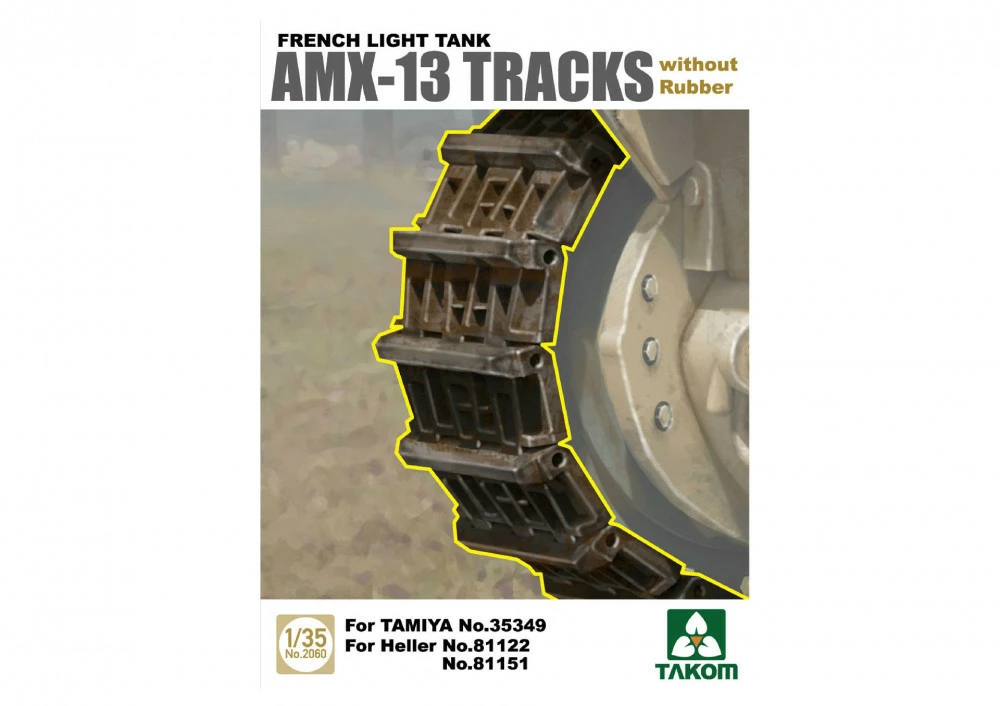 FRENCH LIGHT TANK
AMX-13 TRACKS
without
Rubber
1/35
No.2060
For TAMIYA No.35349
For Heller No.81122
No.81151
TAKOM